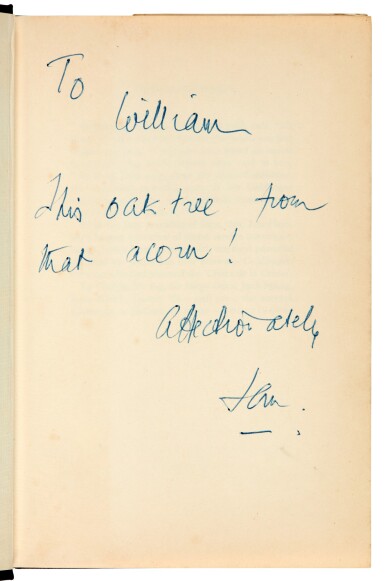 To
William
This oak tree from
that acorn!
Affectionately
Ian.